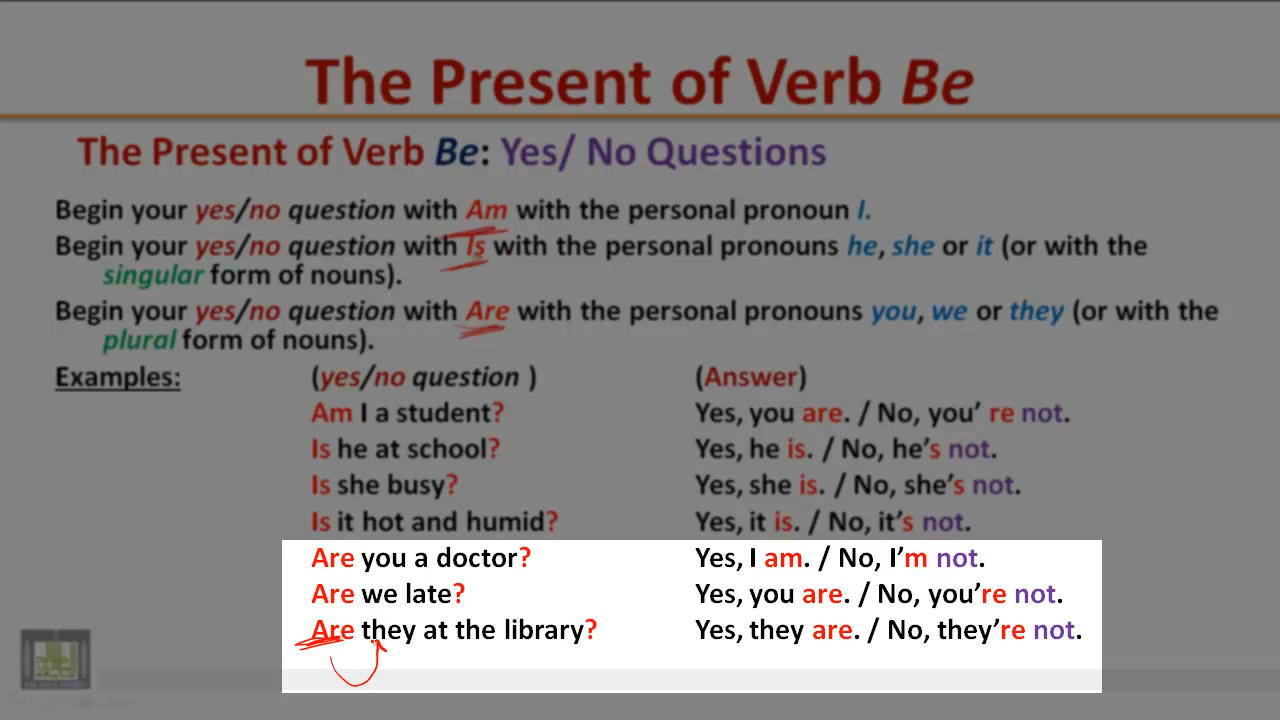 The Present of Verb Be
The Present of Verb Be: Yes/ No Questions
Begin your yes/no question with Am with the personal pronoun I.
Begin your yes/no question with Is with the personal pronouns he, she or it (or with the
singular form of nouns).
Begin your yes/no question with Are with the personal pronouns you, we or they (or with the
plural form of nouns).
Examples: (yes/no question ) (Answer)
Am I a student? Yes, you are. / No, you' re not.
Is he at school? Yes, he is. / No, he's not.
Is she busy? Yes, she is. / No, she's not.
Is it hot and humid? Yes, it is. / No, it's not.
Are you a doctor? Yes, I am. / No, I'm not.
Are we late? Yes, you are. / No, you're not.
Are they at the library? Yes, they are. / No, they're not.